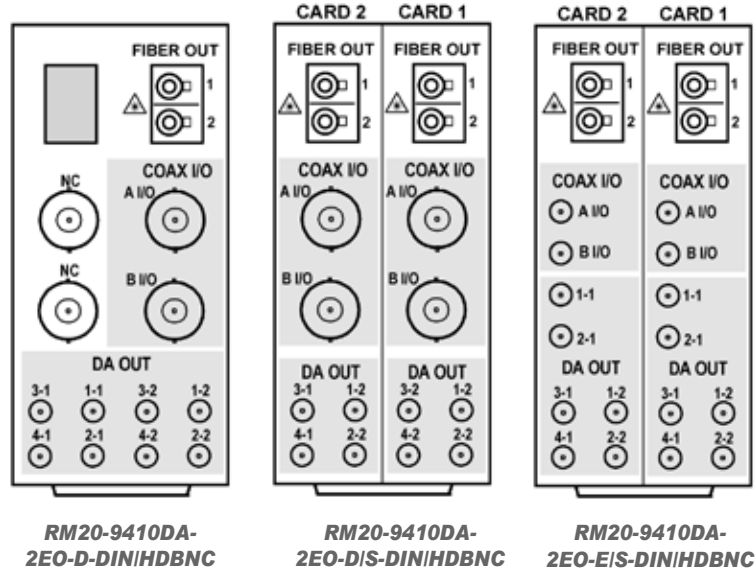 FIBER OUT
1
2
NC
COAX I/O
A I/O
NC
B I/O
DA OUT
3-1 1-1 3-2 1-2
4-1 2-1 4-2 2-2
RM20-9410DA-
2EO-D-DIN/HDBNC
CARD 2 CARD 1
FIBER OUT FIBER OUT
1 1
2 2
COAX I/O COAX I/O
A I/O A I/O
B I/O B I/O
DA OUT DA OUT
3-1 1-2 3-2 1-2
4-1 2-2 4-2 2-2
RM20-9410DA-
2EO-D/S-DIN/HDBNC
CARD 2 CARD 1
FIBER OUT FIBER OUT
1 1
2 2
COAX I/O COAX I/O
A I/O A I/O
B I/O B I/O
1-1 1-1
2-1 2-1
DA OUT DA OUT
3-1 1-2 3-1 1-2
4-1 2-2 4-1 2-2
RM20-9410DA-
2EO-E/S-DIN/HDBNC